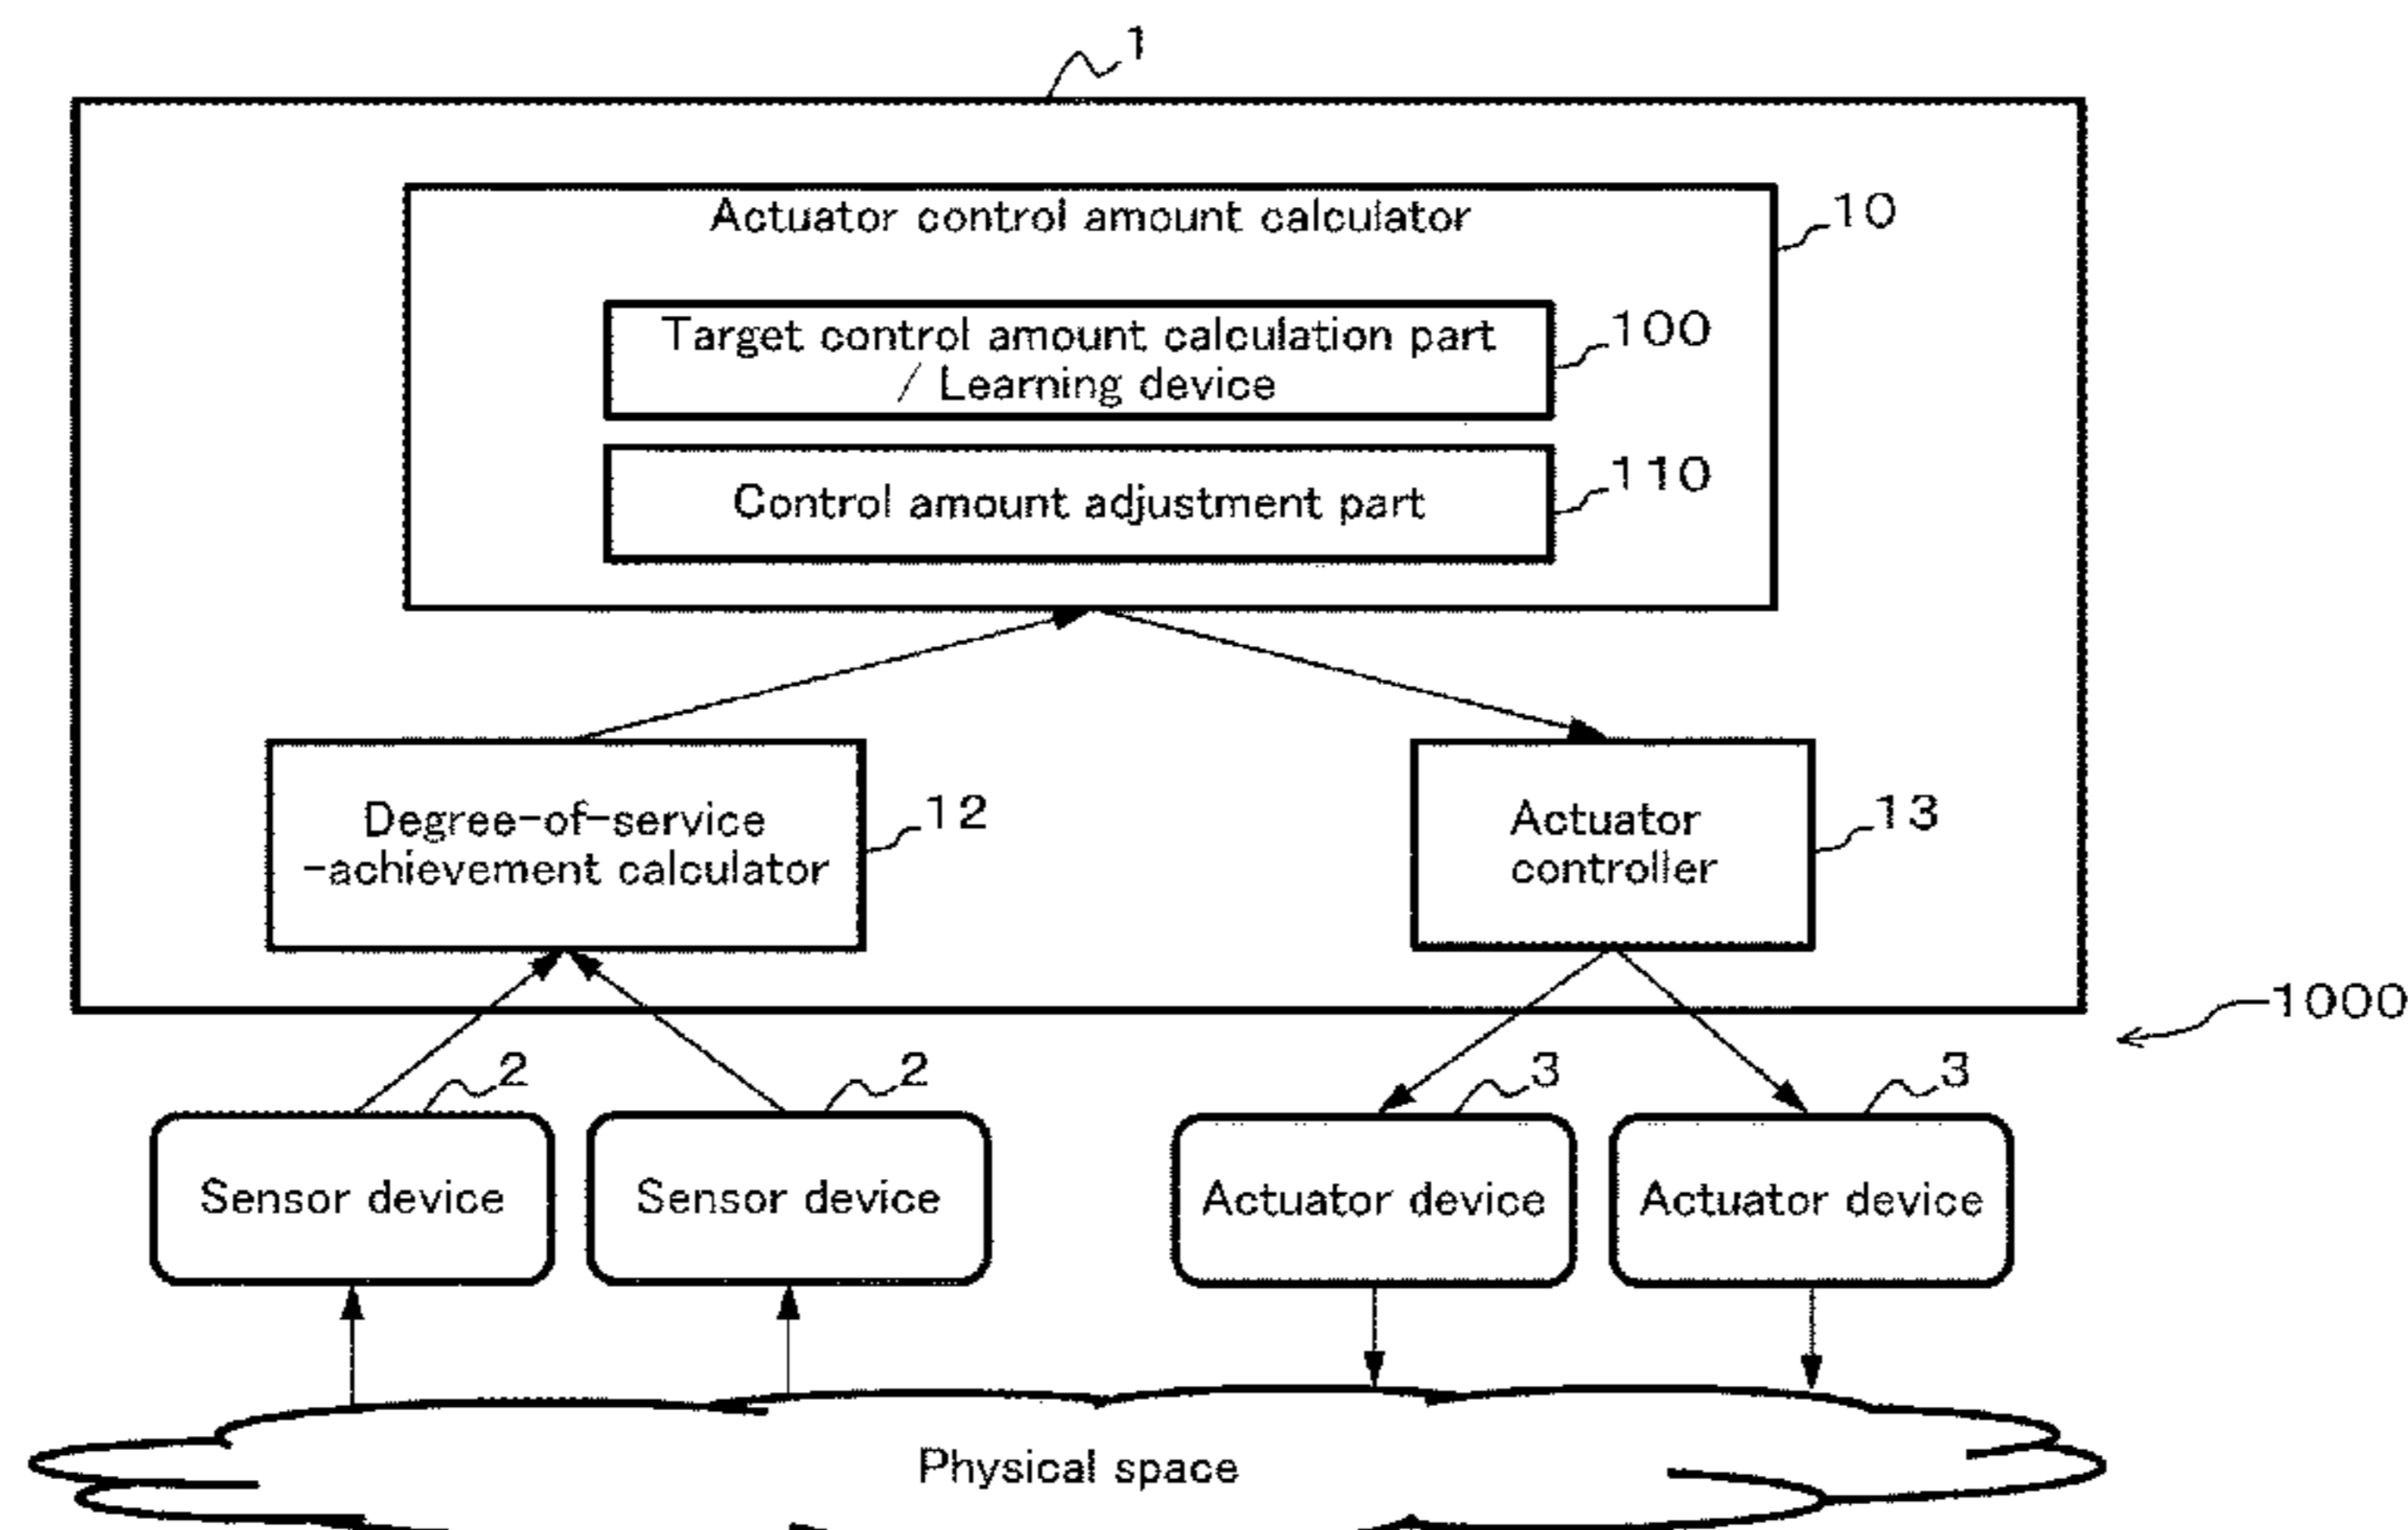 1
Actuator control amount calculator
10
Target control amount calculation part
/ Learning device
100
Control amount adjustment part
110
Degree-of-service
-achievement calculator
12
Actuator
controller
13
1000
2
2
3
3
Sensor device
Sensor device
Actuator device
Actuator device
Physical space